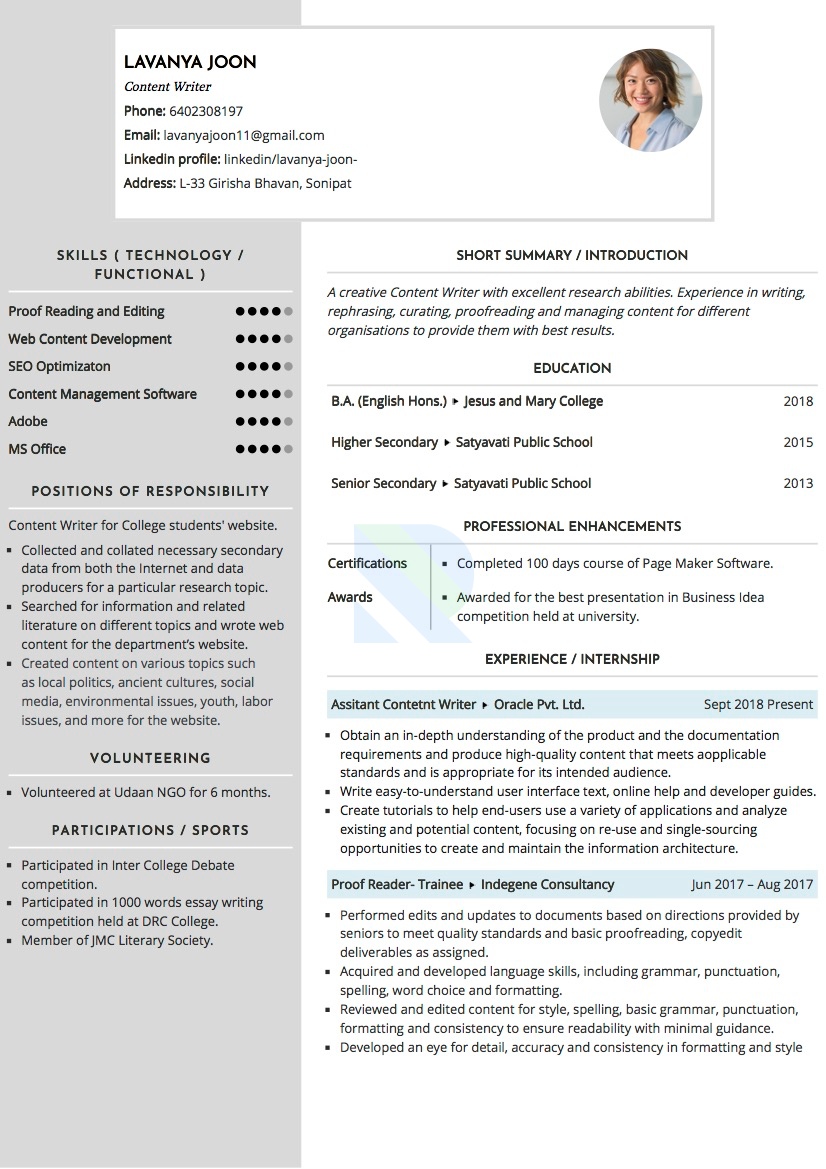 LAVANYA JOON
Content Writer
Phone: 6402308197
Email: lavanyajoon11@gmail.com
Linkedin profile: linkedin/lavanya-joon-
Address: L-33 Girisha Bhavan, Sonipat
SKILLS ( TECHNOLOGY /
FUNCTIONAL )
Proof Reading and Editing
Web Content Development
SEO Optimizaton
Content Management Software
Adobe
MS Office
POSITIONS OF RESPONSIBILITY
Content Writer for College students' website.
▪ Collected and collated necessary secondary
data from both the Internet and data
producers for a particular research topic.
▪ Searched for information and related
literature on different topics and wrote web
content for the department's website.
▪ Created content on various topics such
as local politics, ancient cultures, social
media, environmental issues, youth, labor
issues, and more for the website.
VOLUNTEERING
▪ Volunteered at Udaan NGO for 6 months.
PARTICIPATIONS / SPORTS
▪ Participated in Inter College Debate
competition.
▪ Participated in 1000 words essay writing
competition held at DRC College.
▪ Member of JMC Literary Society.
SHORT SUMMARY / INTRODUCTION
A creative Content Writer with excellent research abilities. Experience in writing,
rephrasing, curating, proofreading and managing content for different
organisations to provide them with best results.
EDUCATION
B.A. (English Hons.) ▸ Jesus and Mary College 2018
Higher Secondary ▸ Satyavati Public School 2015
Senior Secondary ▸ Satyavati Public School 2013
PROFESSIONAL ENHANCEMENTS
Certifications ▪ Completed 100 days course of Page Maker Software.
Awards ▪ Awarded for the best presentation in Business Idea
competition held at university.
EXPERIENCE / INTERNSHIP
Assitant Contetnt Writer ▸ Oracle Pvt. Ltd. Sept 2018 Present
▪ Obtain an in-depth understanding of the product and the documentation
requirements and produce high-quality content that meets aopplicable
standards and is appropriate for its intended audience.
▪ Write easy-to-understand user interface text, online help and developer guides.
▪ Create tutorials to help end-users use a variety of applications and analyze
existing and potential content, focusing on re-use and single-sourcing
opportunities to create and maintain the information architecture.
Proof Reader- Trainee ▸ Indegene Consultancy Jun 2017 – Aug 2017
▪ Performed edits and updates to documents based on directions provided by
seniors to meet quality standards and basic proofreading, copyedit
deliverables as assigned.
▪ Acquired and developed language skills, including grammar, punctuation,
spelling, word choice and formatting.
▪ Reviewed and edited content for style, spelling, basic grammar, punctuation,
formatting and consistency to ensure readability with minimal guidance.
▪ Developed an eye for detail, accuracy and consistency in formatting and style